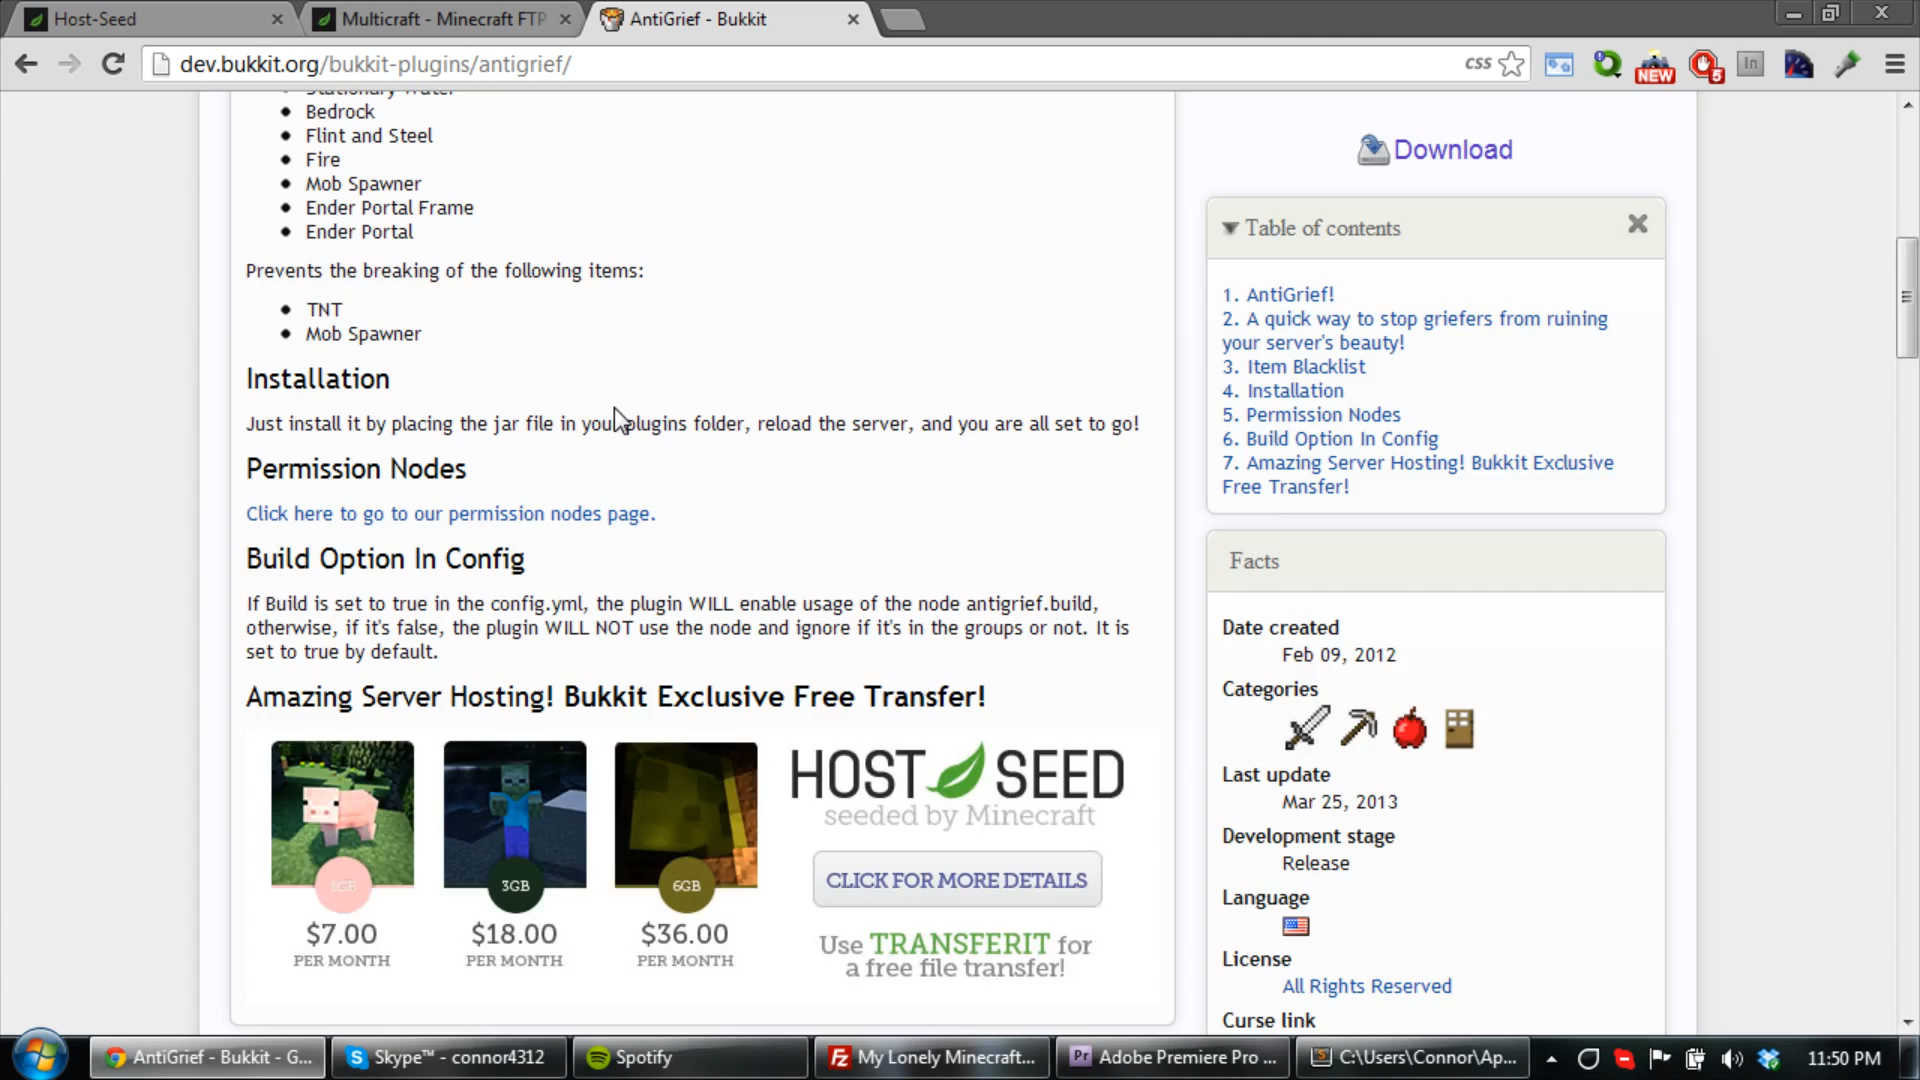 Host-Seed
Multicraft - Minecraft FTP
AntiGrief - Bukkit
dev.bukkit.org/bukkit-plugins/antigrief/
css
NEW
5
In
Stationary Water
Bedrock
Flint and Steel
Fire
Mob Spawner
Ender Portal Frame
Ender Portal
Prevents the breaking of the following items:
TNT
Mob Spawner
Installation
Just install it by placing the jar file in your plugins folder, reload the server, and you are all set to go!
Permission Nodes
Click here to go to our permission nodes page.
Build Option In Config
If Build is set to true in the config.yml, the plugin WILL enable usage of the node antigrief.build,
otherwise, if it's false, the plugin WILL NOT use the node and ignore if it's in the groups or not. It is
set to true by default.
Amazing Server Hosting! Bukkit Exclusive Free Transfer!
1GB
3GB
6GB
$7.00
PER MONTH
$18.00
PER MONTH
$36.00
PER MONTH
HOST SEED
seeded by Minecraft
CLICK FOR MORE DETAILS
Use TRANSFERIT for
a free file transfer!
Download
Table of contents
1. AntiGrief!
2. A quick way to stop griefers from ruining
your server's beauty!
3. Item Blacklist
4. Installation
5. Permission Nodes
6. Build Option In Config
7. Amazing Server Hosting! Bukkit Exclusive
Free Transfer!
Facts
Date created
Feb 09, 2012
Categories
Last update
Mar 25, 2013
Development stage
Release
Language
License
All Rights Reserved
Curse link
AntiGrief - Bukkit - G...
Skype™ - connor4312
Spotify
My Lonely Minecraft...
Adobe Premiere Pro ...
C:\Users\Connor\Ap...
11:50 PM